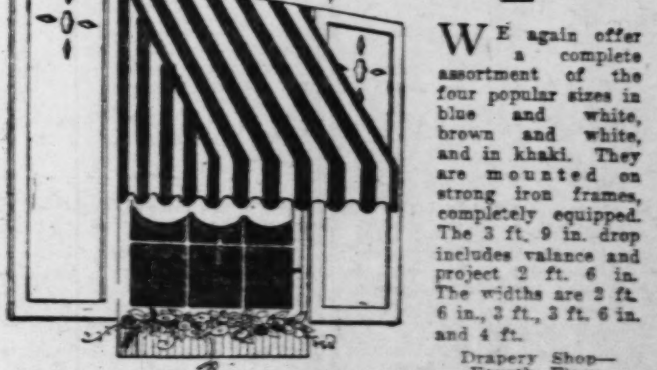 WE again offer
a complete
assortment of the
four popular sizes in
blue and white,
brown and white,
and in khaki. They
are mounted on
strong iron frames,
completely equipped.
The 3 ft. 9 in. drop
includes valance and
project 2 ft. 6 in.
The widths are 2 ft.
6 in., 3 ft., 3 ft. 6 in.
and 4 ft.
Drapery Shop—